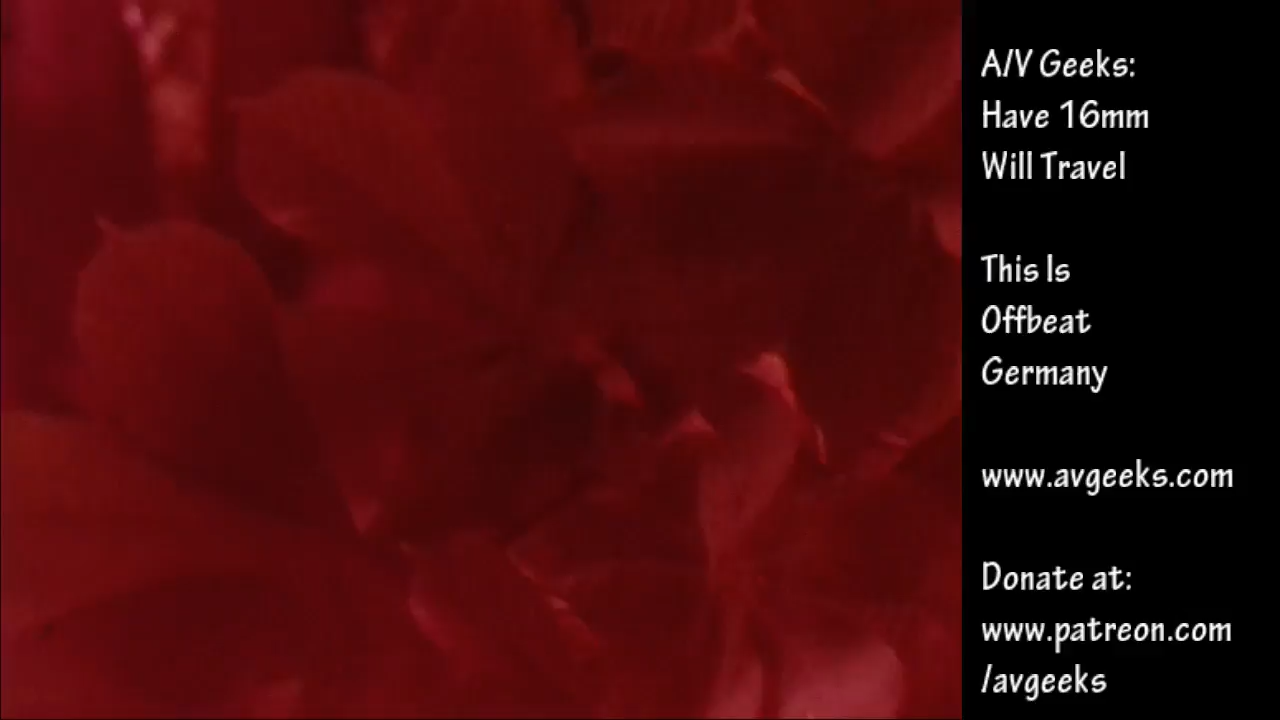 A/V Geeks:
Have 16mm
Will Travel
This Is
Offbeat
Germany
www.avgeeks.com
Donate at:
www.patreon.com
/avgeeks